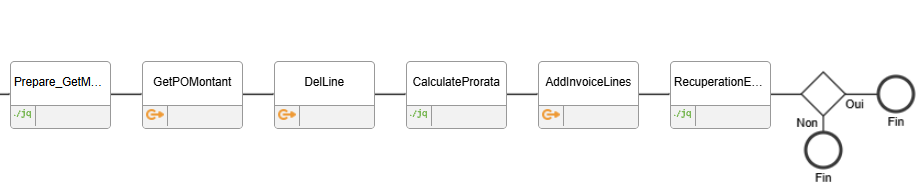 Prepare_GetM...
GetPOMontant
DelLine
CalculateProrata
AddInvoiceLines
RecuperationE...
./jq
./jq
./jq
Oui
Non
Fin
Fin